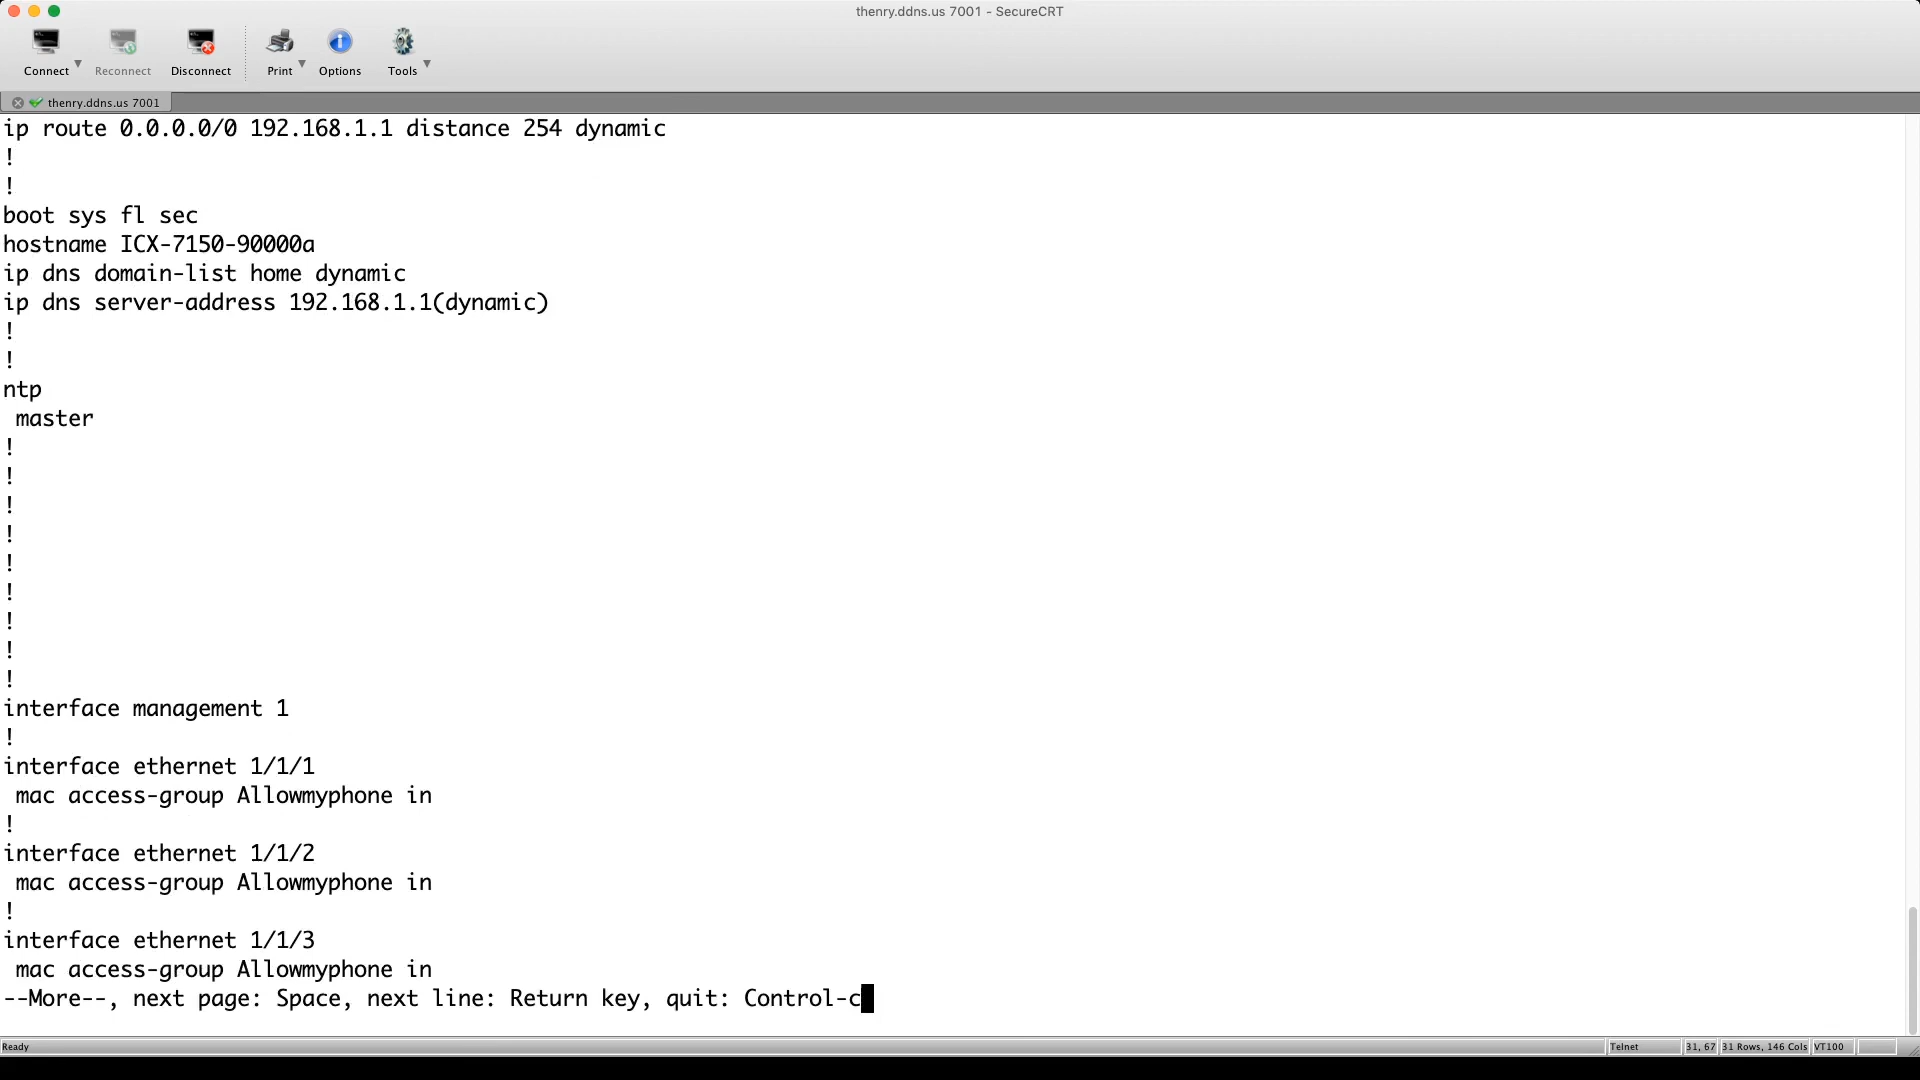 thenry.ddns.us 7001 - SecureCRT
Connect Reconnect Disconnect Print Options Tools
thenry.ddns.us 7001
ip route 0.0.0.0/0 192.168.1.1 distance 254 dynamic
!
!
boot sys fl sec
hostname ICX-7150-90000a
ip dns domain-list home dynamic
ip dns server-address 192.168.1.1(dynamic)
!
!
ntp
 master
!
!
!
!
!
!
!
!
!
interface management 1
!
interface ethernet 1/1/1
 mac access-group Allowmyphone in
!
interface ethernet 1/1/2
 mac access-group Allowmyphone in
!
interface ethernet 1/1/3
 mac access-group Allowmyphone in
--More--, next page: Space, next line: Return key, quit: Control-c
Ready Telnet 31, 67 31 Rows, 146 Cols VT100